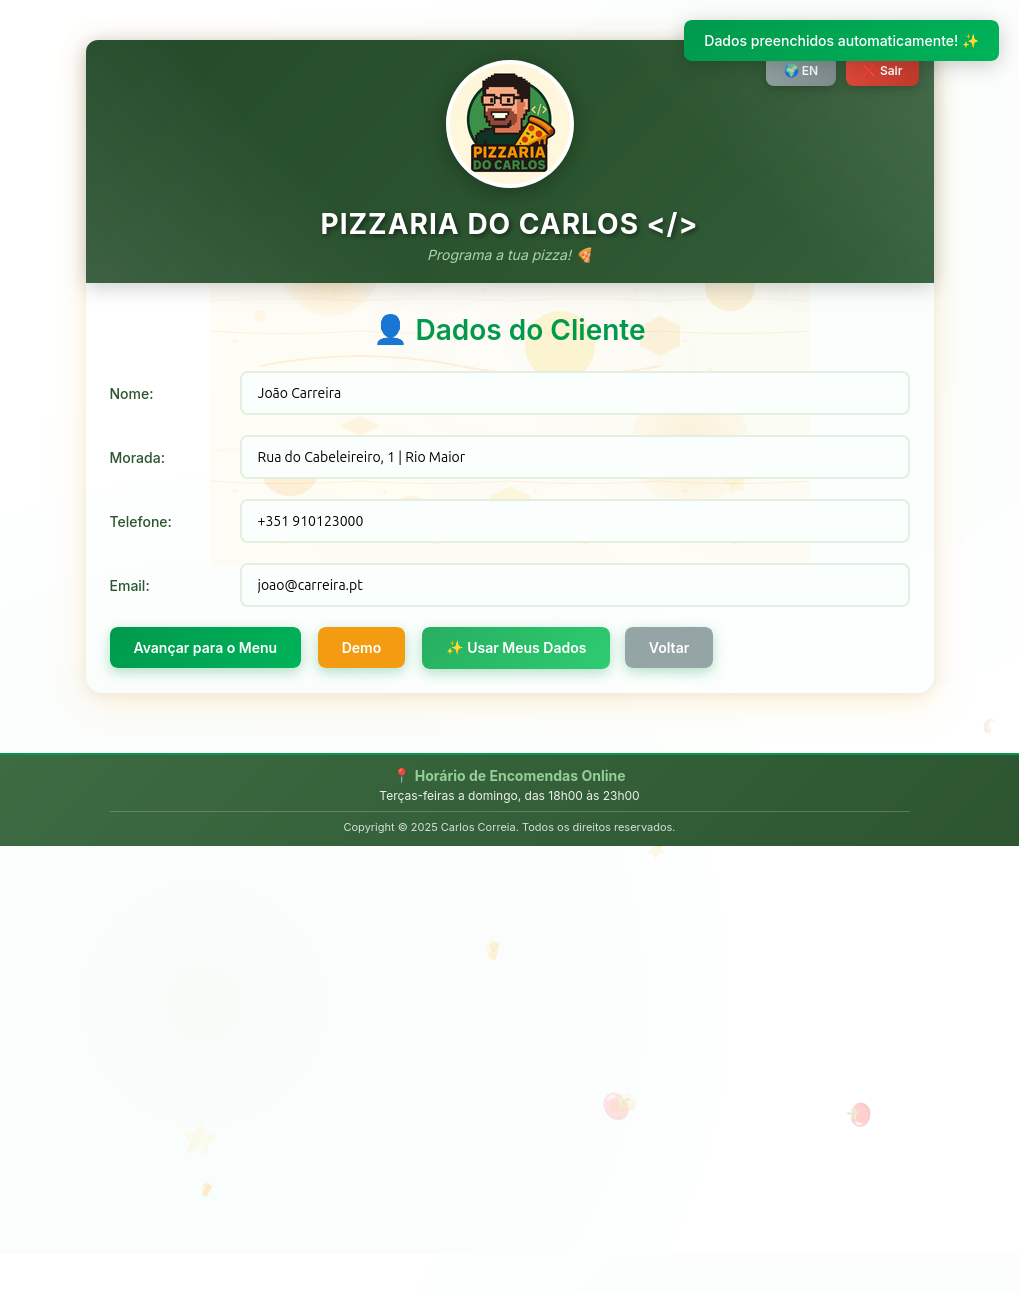 Dados preenchidos automaticamente! ✨
🌍 EN
❌ Sair
</>
PIZZARIA
DO CARLOS
PIZZARIA DO CARLOS </>
Programa a tua pizza! 🍕
👤 Dados do Cliente
Nome: João Carreira
Morada: Rua do Cabeleireiro, 1 | Rio Maior
Telefone: +351 910123000
Email: joao@carreira.pt
Avançar para o Menu Demo ✨ Usar Meus Dados Voltar
📍 Horário de Encomendas Online
Terças-feiras a domingo, das 18h00 às 23h00
Copyright © 2025 Carlos Correia. Todos os direitos reservados.